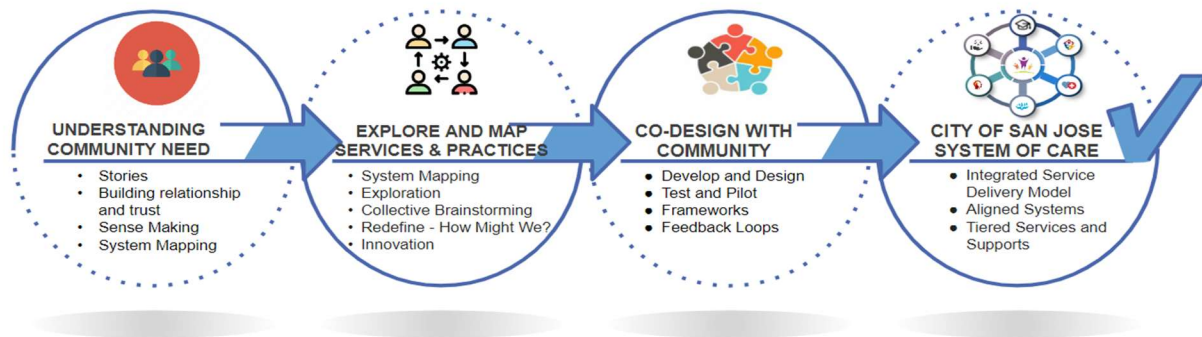 UNDERSTANDING
COMMUNITY NEED
• Stories
• Building relationship
and trust
• Sense Making
• System Mapping
EXPLORE AND MAP
SERVICES & PRACTICES
• System Mapping
• Exploration
• Collective Brainstorming
• Redefine - How Might We?
• Innovation
CO-DESIGN WITH
COMMUNITY
● Develop and Design
● Test and Pilot
● Frameworks
● Feedback Loops
CITY OF SAN JOSE
SYSTEM OF CARE
● Integrated Service
Delivery Model
● Aligned Systems
● Tiered Services and
Supports